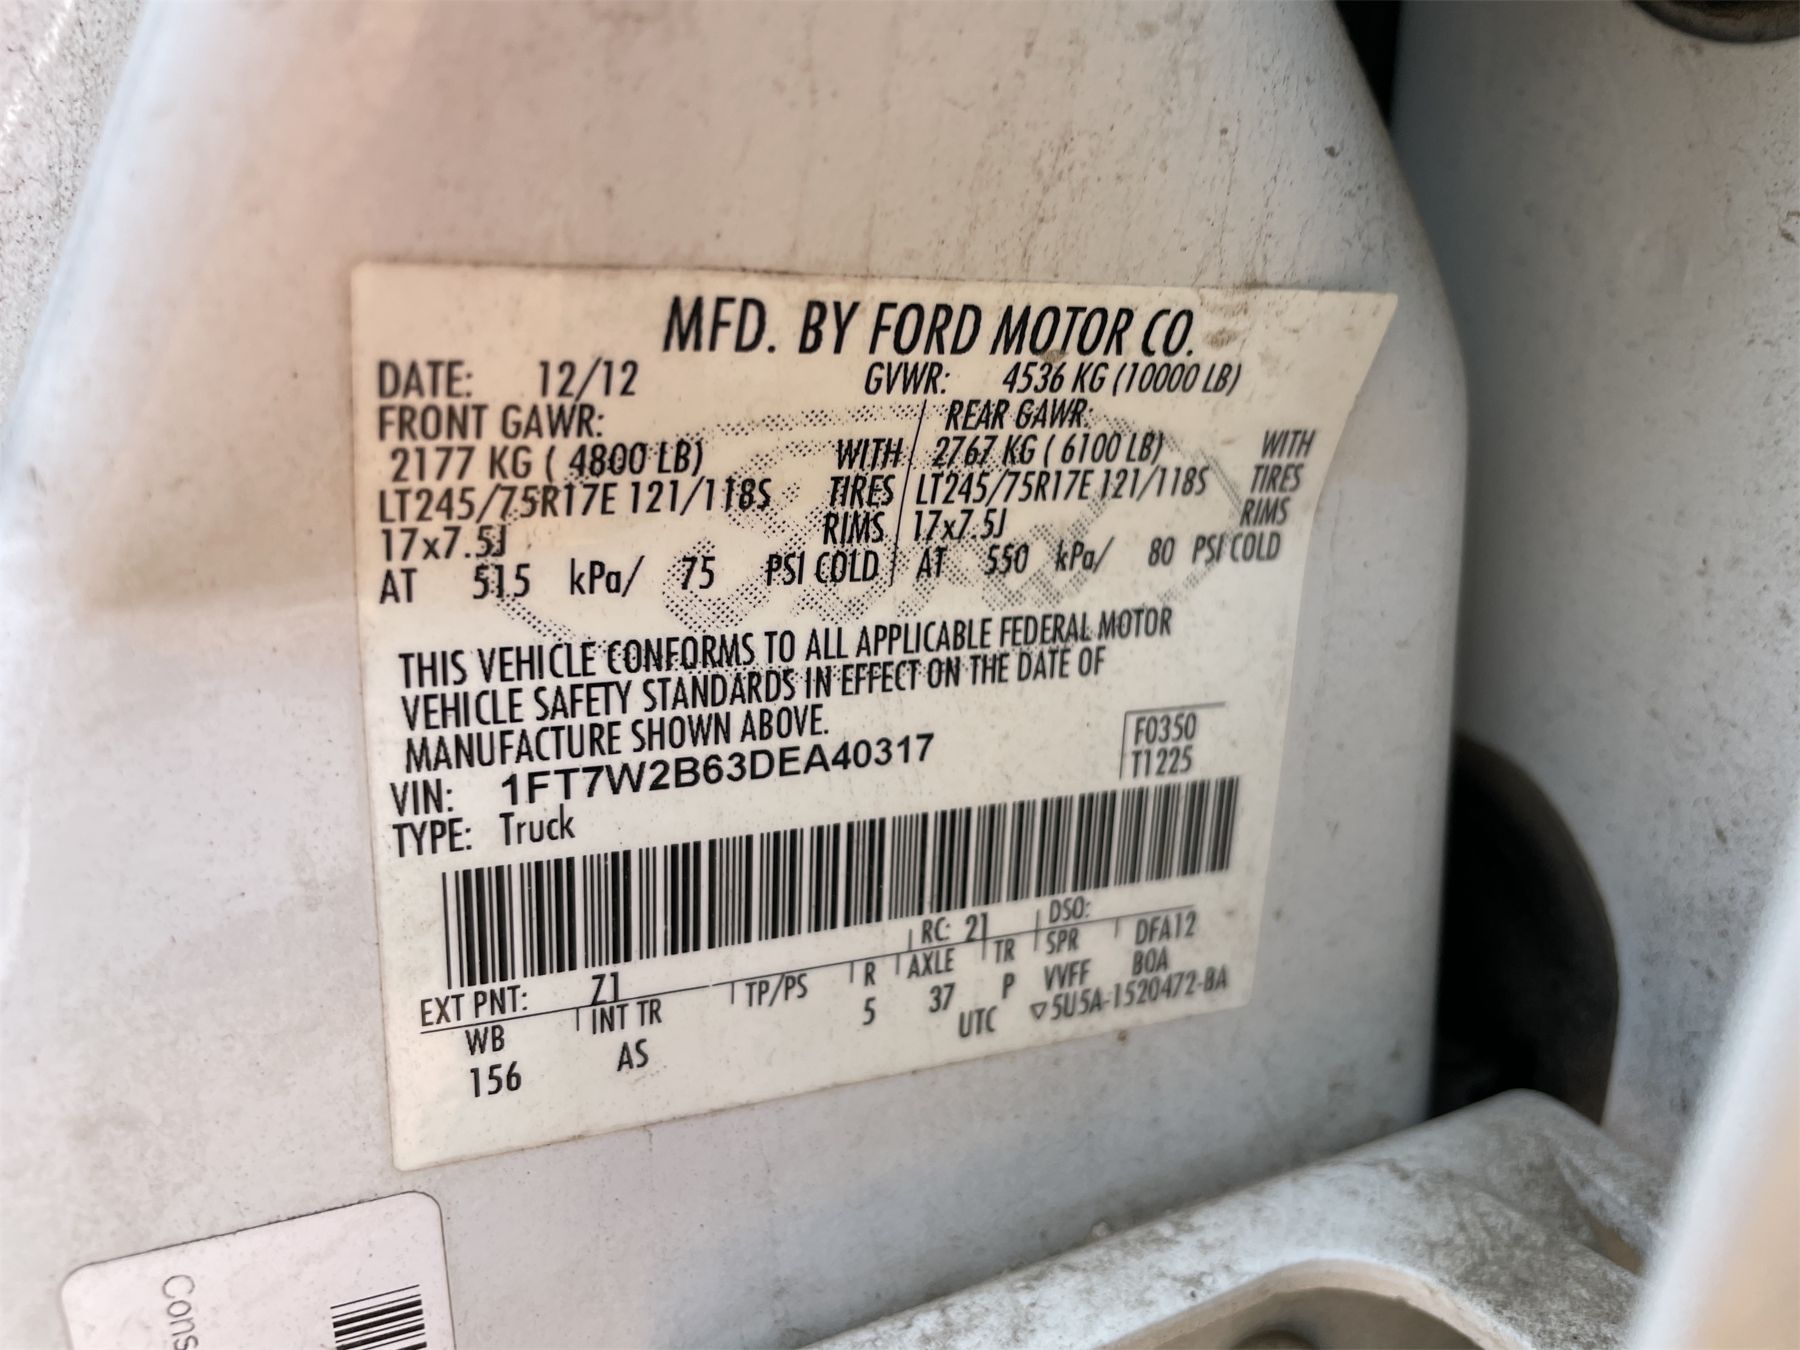 MFD. BY FORD MOTOR CO.
DATE: 12/12 GVWR: 4536 KG (10000 LB)
FRONT GAWR: REAR GAWR:
2177 KG ( 4800 LB) WITH 2767 KG ( 6100 LB) WITH
LT245/75R17E 121/118S TIRES LT245/75R17E 121/118S TIRES
17x7.5J RIMS 17x7.5J RIMS
AT 515 kPa/ 75 PSI COLD AT 550 kPa/ 80 PSI COLD
THIS VEHICLE CONFORMS TO ALL APPLICABLE FEDERAL MOTOR
VEHICLE SAFETY STANDARDS IN EFFECT ON THE DATE OF
MANUFACTURE SHOWN ABOVE.
VIN: 1FT7W2B63DEA40317
F0350
T1225
TYPE: Truck
EXT PNT: Z1 RC: 21 DSO:
WB INT TR TP/PS R AXLE TR SPR DFA12
156 AS 5 37 P VVFF BOA
UTC ▽5U5A-1520472-BA
Cons